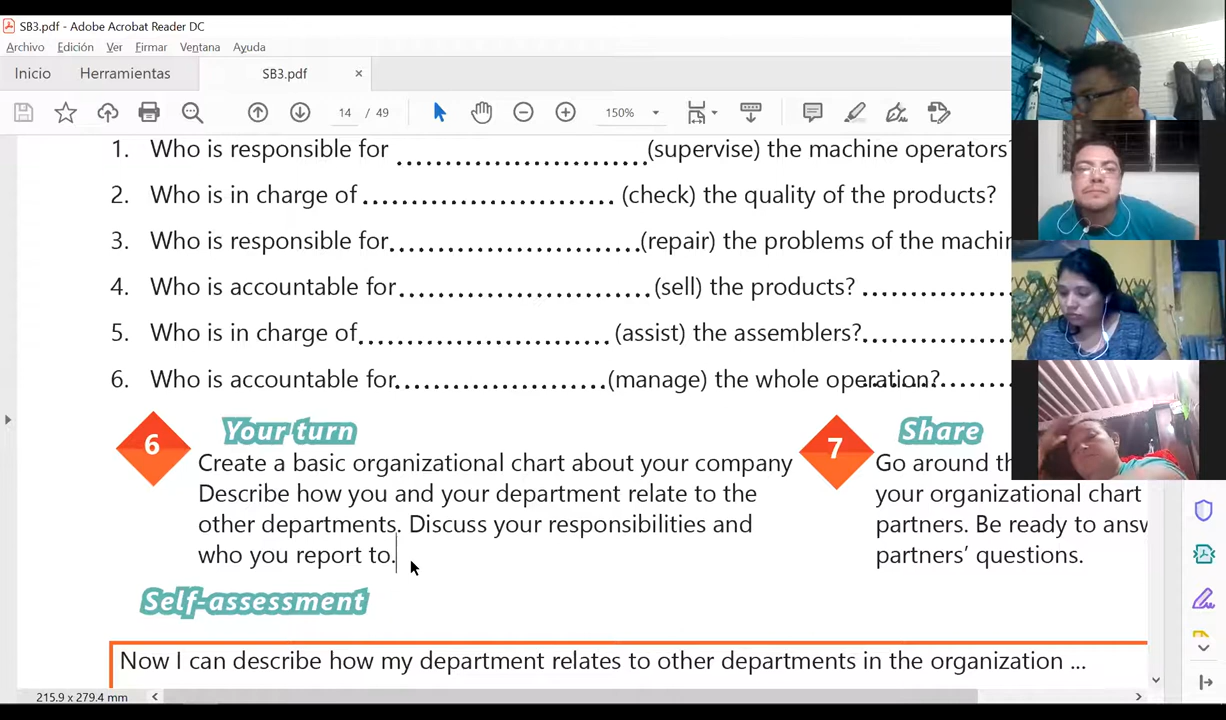 SB3.pdf - Adobe Acrobat Reader DC
Archivo Edición Ver Firmar Ventana Ayuda
Inicio Herramientas SB3.pdf ×
14 / 49 150%
1. Who is responsible for ........................... (supervise) the machine operators?
2. Who is in charge of ........................... (check) the quality of the products?
3. Who is responsible for........................... (repair) the problems of the
4. Who is accountable for........................... (sell) the products? ................
5. Who is in charge of........................... (assist) the assemblers?................
6. Who is accountable for...................... (manage) the whole operation?................
6 Your turn
Create a basic organizational chart about your company
Describe how you and your department relate to the
other departments. Discuss your responsibilities and
who you report to.
7 Share
Go around
your organizational chart
partners. Be ready to
partners' questions.
Self-assessment
Now I can describe how my department relates to other departments in the organization ...
215.9 x 279.4 mm